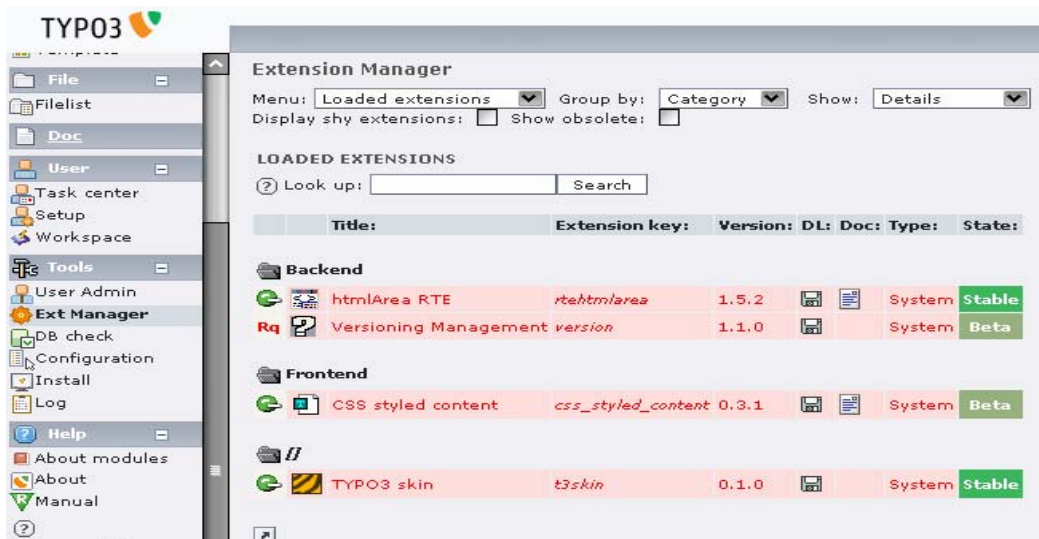 TYPO3
File
Filelist
Doc
User
Task center
Setup
Workspace
Tools
User Admin
Ext Manager
DB check
Configuration
Install
Log
Help
About modules
About
Manual
Extension Manager
Menu: Loaded extensions Group by: Category Show: Details
Display shy extensions: Show obsolete:
LOADED EXTENSIONS
Look up: Search
Title: Extension key: Version: DL: Doc: Type: State:
Backend
htmlArea RTE rtehtmlarea 1.5.2 System Stable
Rq Versioning Management version 1.1.0 System Beta
Frontend
CSS styled content css_styled_content 0.3.1 System Beta
[]
TYPO3 skin t3skin 0.1.0 System Stable